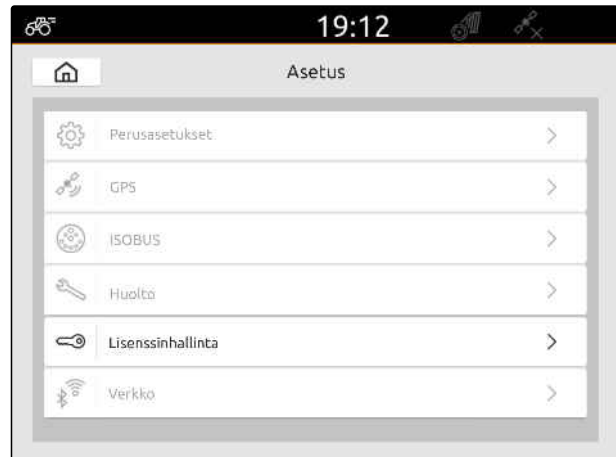 19:12
Asetus
Perusasetukset
GPS
ISOBUS
Huolto
Lisenssinhallinta
Verkko